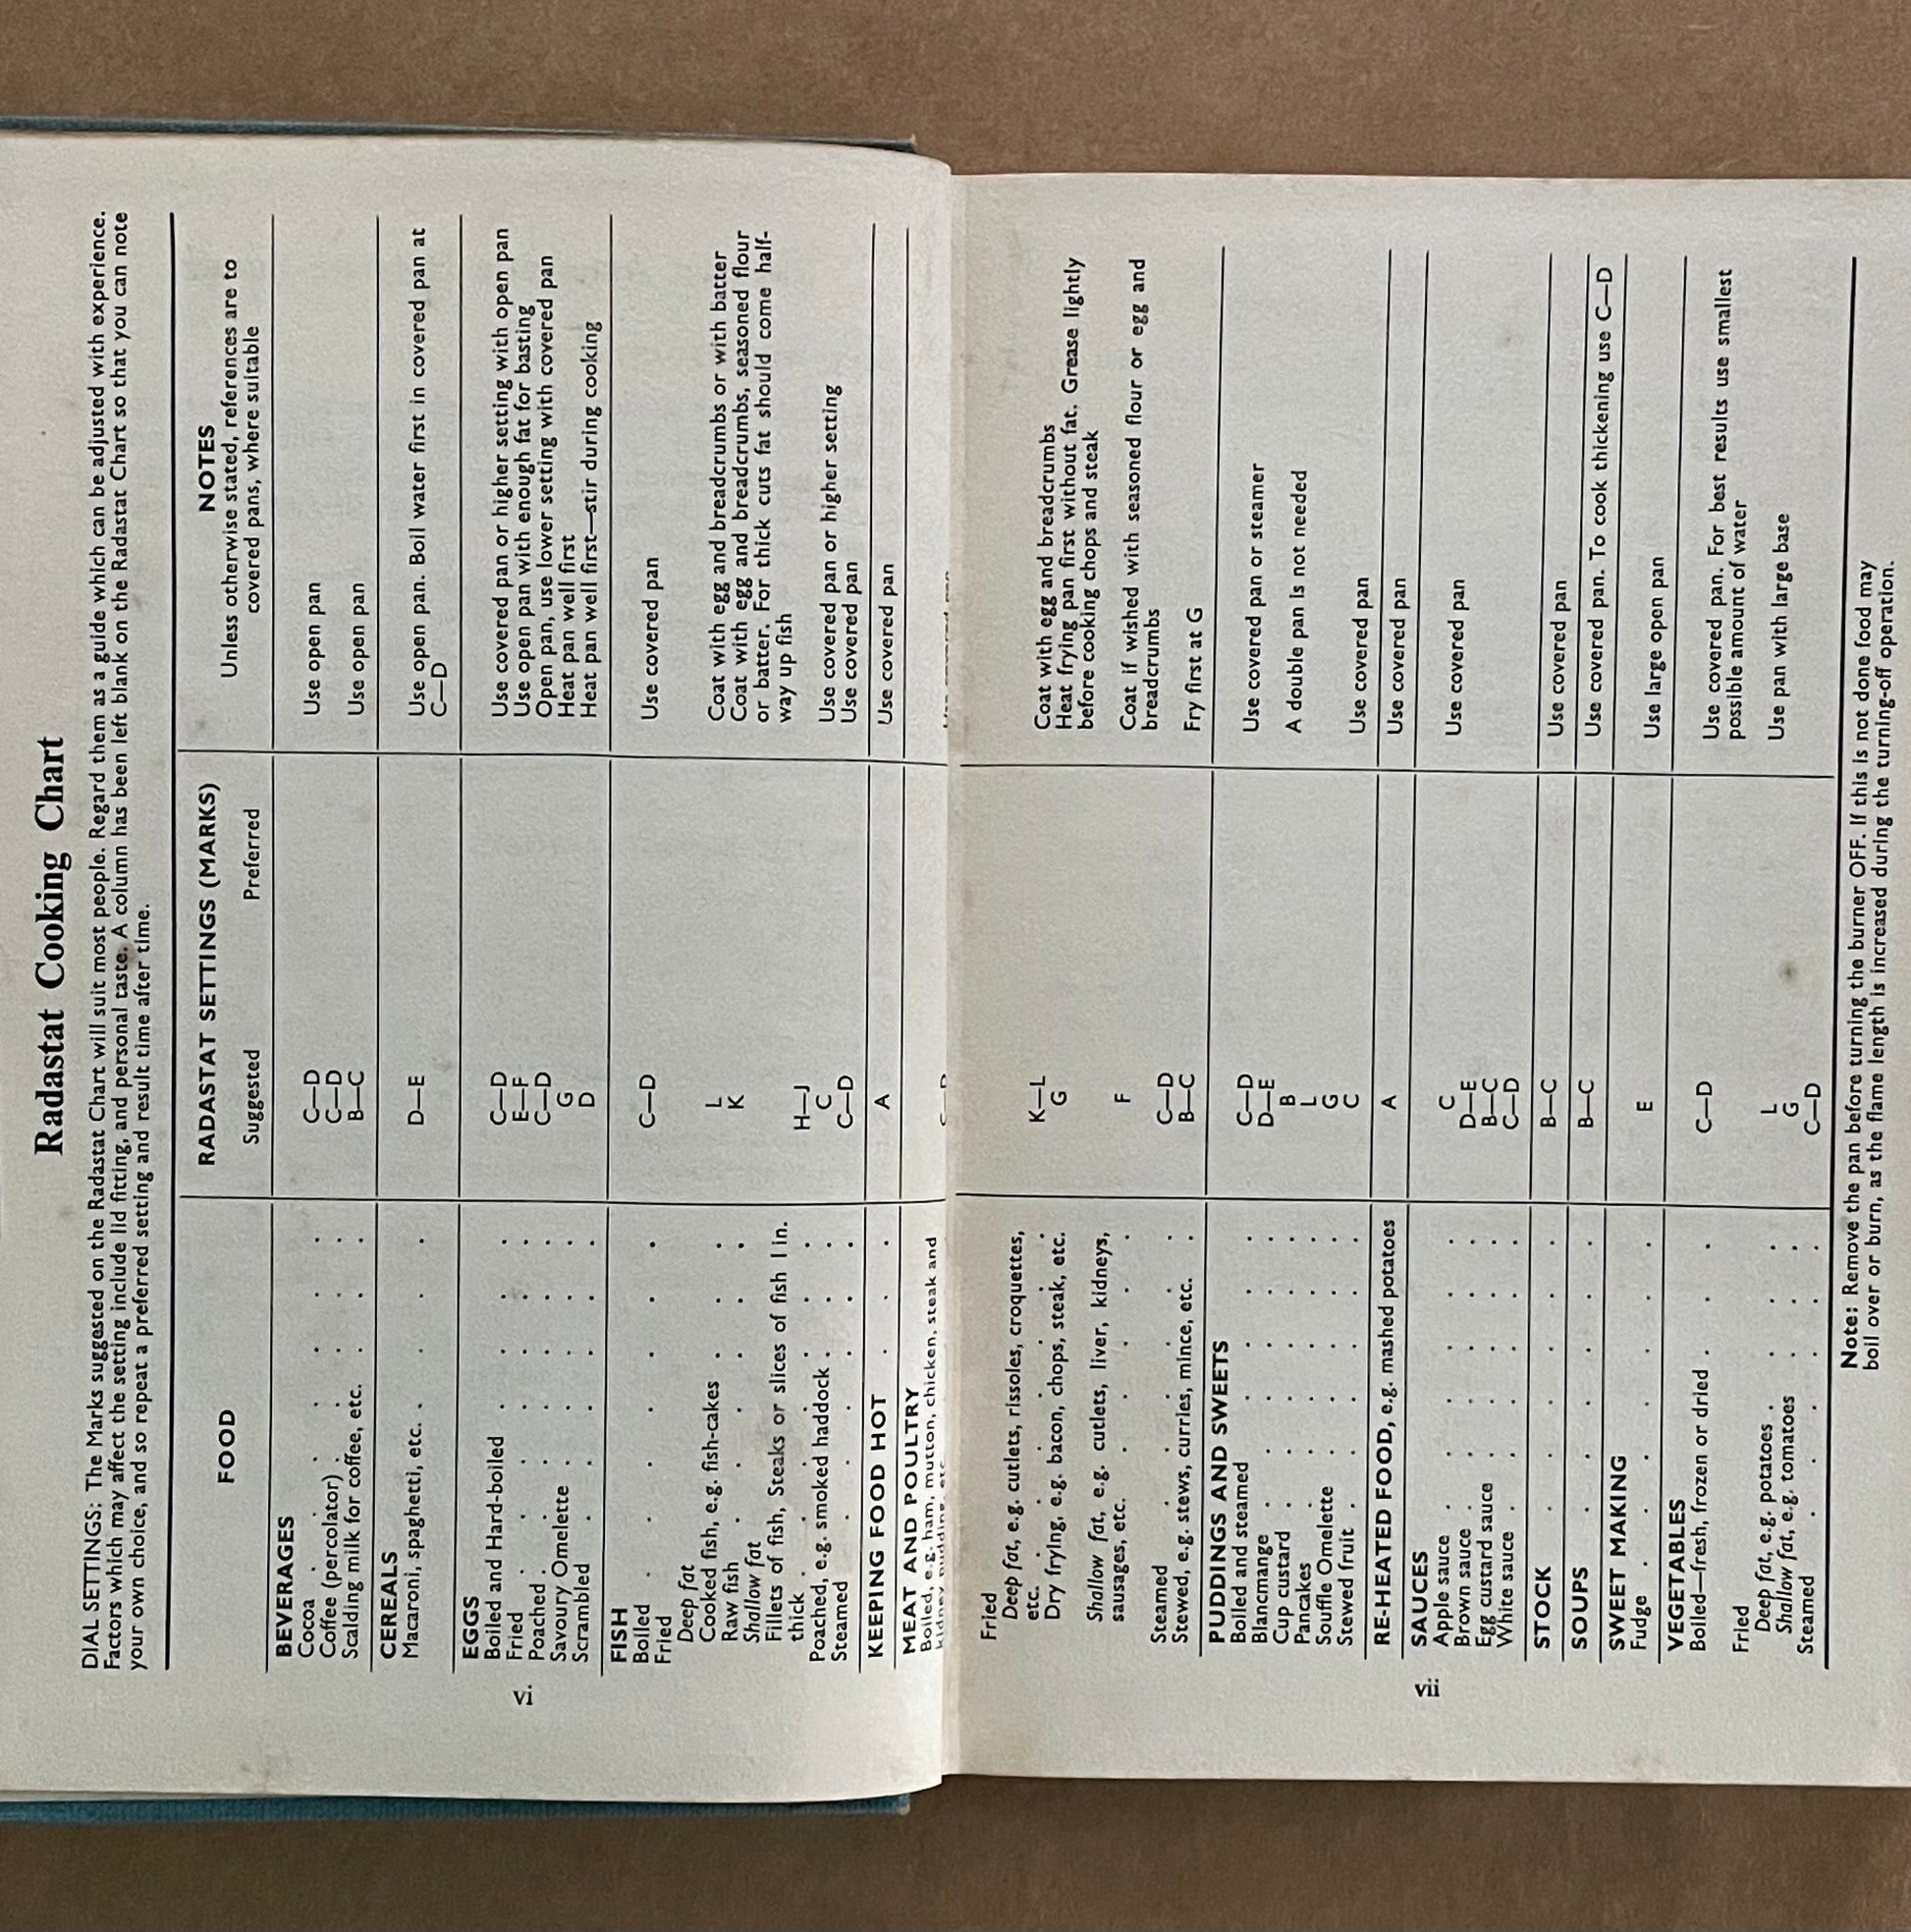 Radastat Cooking Chart
DIAL SETTINGS: The Marks suggested on the Radastat Chart will suit most people. Regard them as a guide which can be adjusted with experience.
Factors which may affect the setting include lid fitting, and personal taste. A column has been left blank on the Radastat Chart so that you can note
your own choice, and so repeat a preferred setting and result time after time.
FOOD RADASTAT SETTINGS (MARKS) NOTES
Suggested Preferred Unless otherwise stated, references are to
covered pans, where suitable
BEVERAGES
Cocoa . . . . . C—D Use open pan
Coffee (percolator) . . . . C—D
Scalding milk for coffee, etc. . . . B—C Use open pan
CEREALS
Macaroni, spaghetti, etc. . . . . D—E Use open pan. Boil water first in covered pan at
C—D
EGGS
Boiled and Hard-boiled . . . . C—D Use covered pan or higher setting with open pan
Fried . . . . . E—F Use open pan with enough fat for basting
Poached . . . . . C—D Open pan, use lower setting with covered pan
Savoury Omelette . . . . G Heat pan well first
Scrambled . . . . . D Heat pan well first—stir during cooking
FISH
Boiled . . . . . . C—D Use covered pan
Fried
Deep fat
Cooked fish, e.g. fish-cakes . . . L Coat with egg and breadcrumbs or with batter
Raw fish . . . . . K Coat with egg and breadcrumbs, seasoned flour
Shallow fat or batter. For thick cuts fat should come half-
Fillets of fish, Steaks or slices of fish 1 in. way up fish
thick . . . . . H—J
Poached, e.g. smoked haddock . . . C Use covered pan or higher setting
Steamed . . . . . C—D Use covered pan
KEEPING FOOD HOT . . . A Use covered pan
MEAT AND POULTRY
Boiled, e.g. ham, mutton, chicken, steak and
vi
Fried
Deep fat, e.g. cutlets, rissoles, croquettes,
etc. . . . . . K—L Coat with egg and breadcrumbs
Dry frying, e.g. bacon, chops, steak, etc. . G Heat frying pan first without fat. Grease lightly
before cooking chops and steak
Shallow fat, e.g. cutlets, liver, kidneys,
sausages, etc. . . . . . F Coat if wished with seasoned flour or egg and
breadcrumbs
Steamed . . . . . C—D
Stewed, e.g. stews, curries, mince, etc. . . B—C Fry first at G
PUDDINGS AND SWEETS
Boiled and steamed . . . . C—D Use covered pan or steamer
Blancmange . . . . . D—E
Cup custard . . . . . B A double pan is not needed
Pancakes . . . . . L
Souffle Omelette . . . . G
Stewed fruit . . . . . C Use covered pan
RE-HEATED FOOD, e.g. mashed potatoes A Use covered pan
SAUCES
Apple sauce . . . . . C Use covered pan
Brown sauce . . . . . D—E
Egg custard sauce . . . . B—C
White sauce . . . . . C—D
STOCK . . . . . B—C Use covered pan
SOUPS . . . . . B—C Use covered pan. To cook thickening use C—D
SWEET MAKING
Fudge . . . . . . E Use large open pan
VEGETABLES
Boiled—fresh, frozen or dried . . . C—D Use covered pan. For best results use smallest
possible amount of water
Fried
Deep fat, e.g. potatoes . . . . L Use pan with large base
Shallow fat, e.g. tomatoes . . . G
Steamed . . . . . C—D
Note: Remove the pan before turning the burner OFF. If this is not done food may
boil over or burn, as the flame length is increased during the turning-off operation.
vii